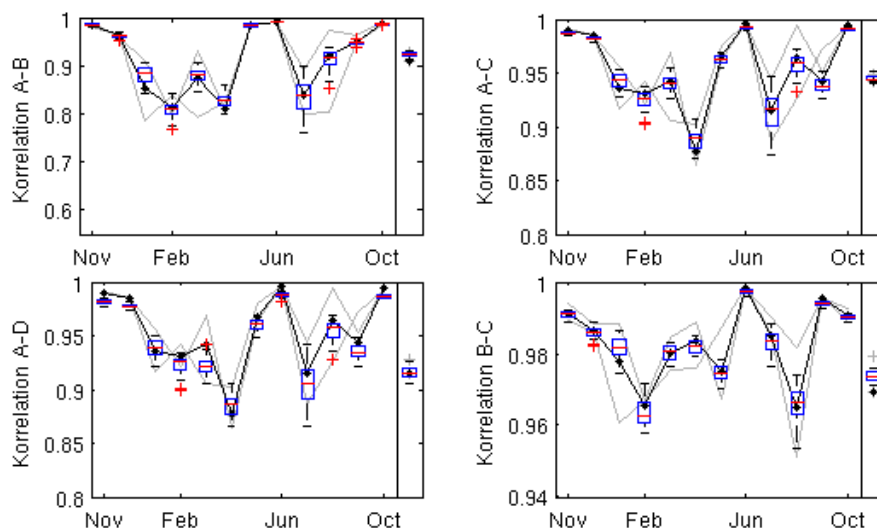 Korrelation A-B
1
0.9
0.8
0.7
0.6
Nov Feb Jun Oct
Korrelation A-C
1
0.95
0.9
0.85
0.8
Nov Feb Jun Oct
Korrelation A-D
1
0.95
0.9
0.85
0.8
Nov Feb Jun Oct
Korrelation B-C
1
0.98
0.96
0.94
Nov Feb Jun Oct